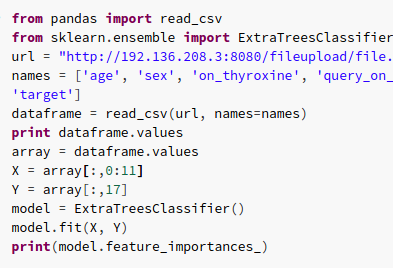 from pandas import read_csv
from sklearn.ensemble import ExtraTreesClassifier
url = "http://192.136.208.3:8080/fileupload/file.
names = ['age', 'sex', 'on_thyroxine', 'query_on_
'target']
dataframe = read_csv(url, names=names)
print dataframe.values
array = dataframe.values
X = array[:,0:11]
Y = array[:,17]
model = ExtraTreesClassifier()
model.fit(X, Y)
print(model.feature_importances_)